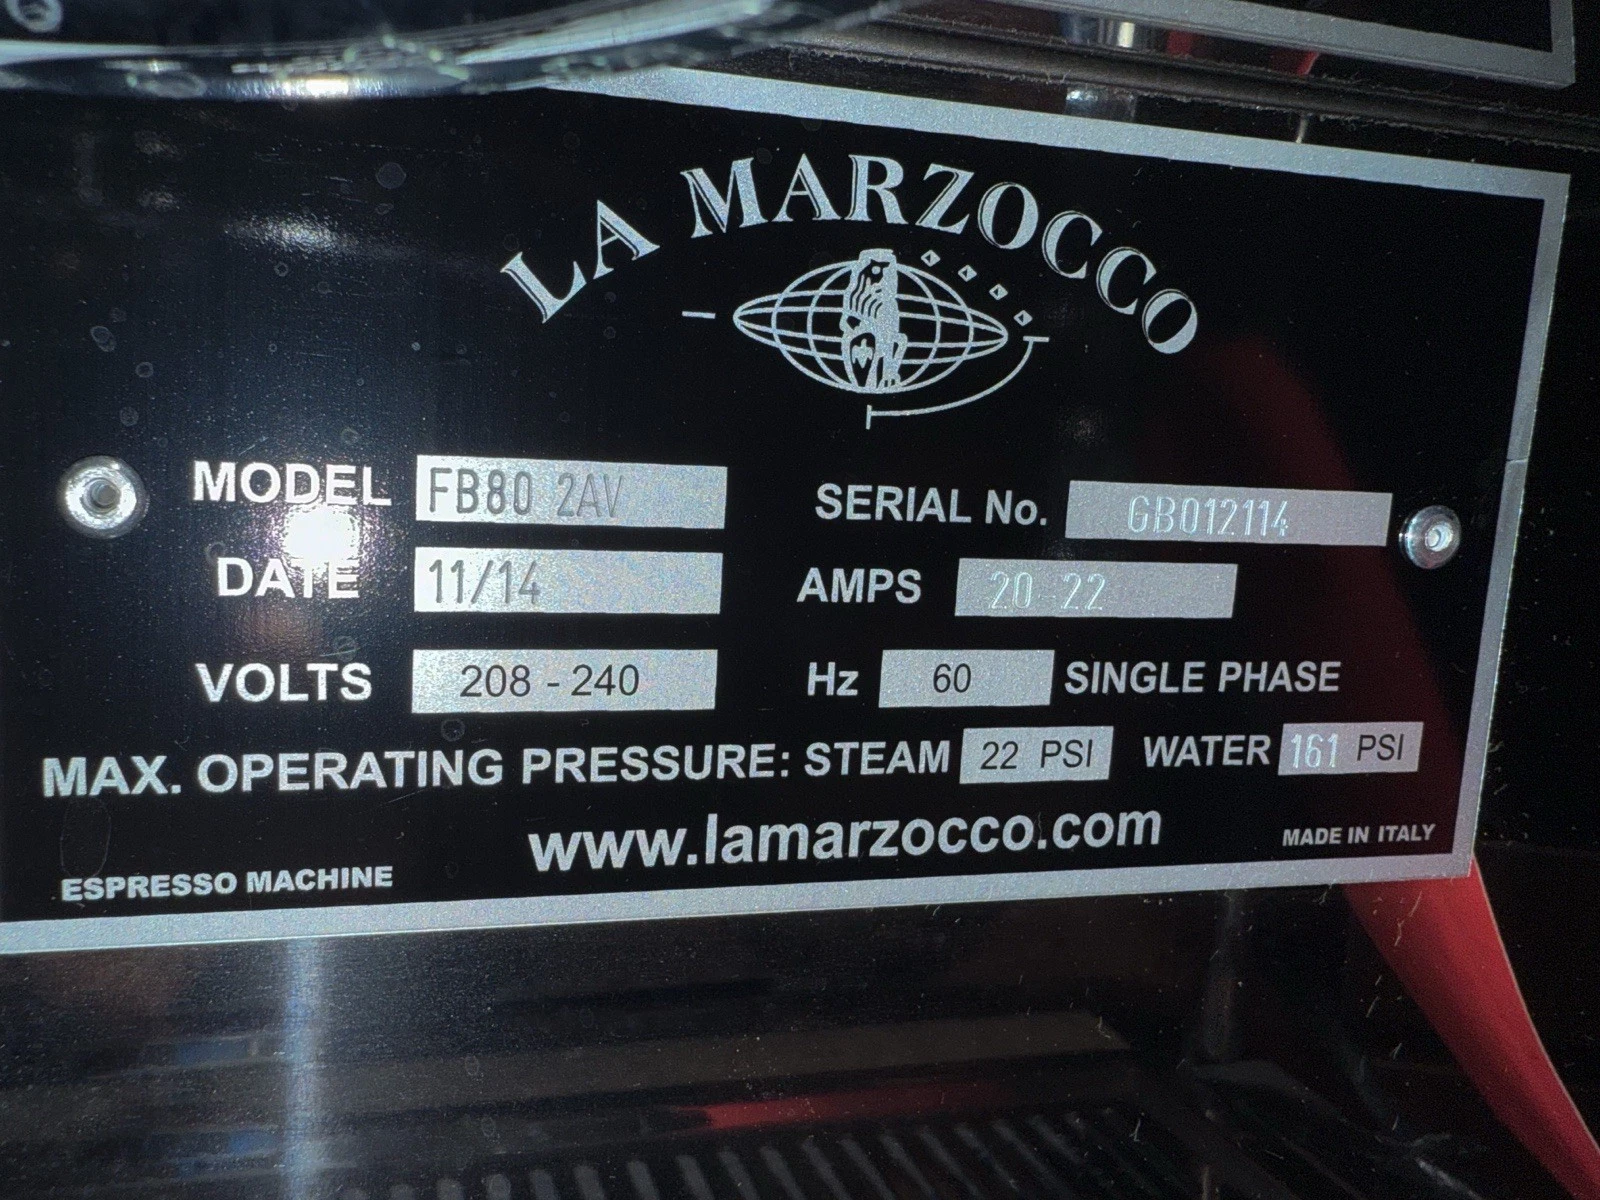 LA MARZOCCO
MODEL FB80 2AV SERIAL No. GB012114
DATE 11/14 AMPS 20-22
VOLTS 208 - 240 Hz 60 SINGLE PHASE
MAX. OPERATING PRESSURE: STEAM 22 PSI WATER 161 PSI
www.lamarzocco.com
ESPRESSO MACHINE MADE IN ITALY